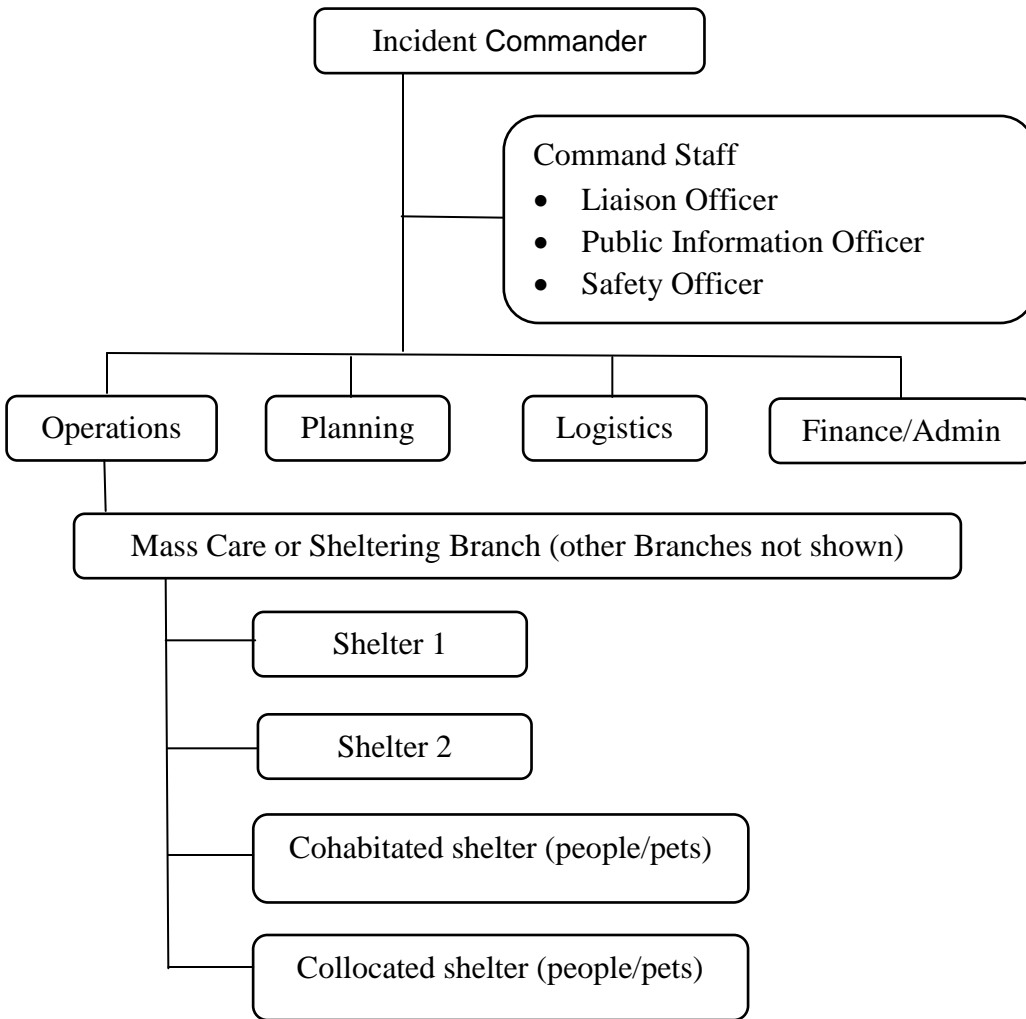 Incident Commander
Command Staff
• Liaison Officer
• Public Information Officer
• Safety Officer
Operations
Planning
Logistics
Finance/Admin
Mass Care or Sheltering Branch (other Branches not shown)
Shelter 1
Shelter 2
Cohabitated shelter (people/pets)
Collocated shelter (people/pets)